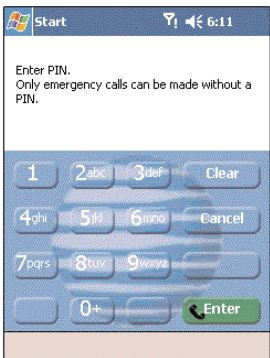 Start 6:11
Enter PIN.
Only emergency calls can be made without a
PIN.
1 2abc 3def Clear
4ghi 5jkl 6mno Cancel
7pqrs 8tuv 9wxyz
0+ Enter